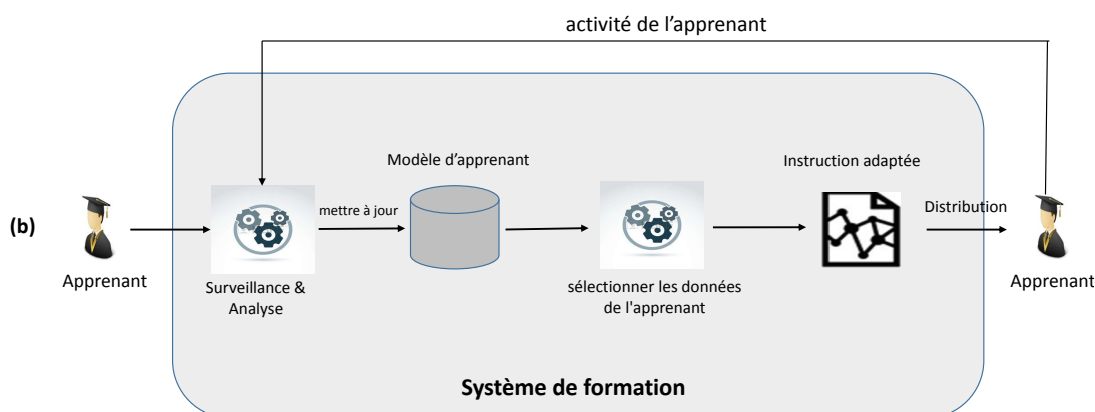 activité de l’apprenant
Modèle d’apprenant
Instruction adaptée
mettre à jour
Distribution
(b)
Apprenant
Surveillance &
Analyse
sélectionner les données
de l'apprenant
Apprenant
Système de formation